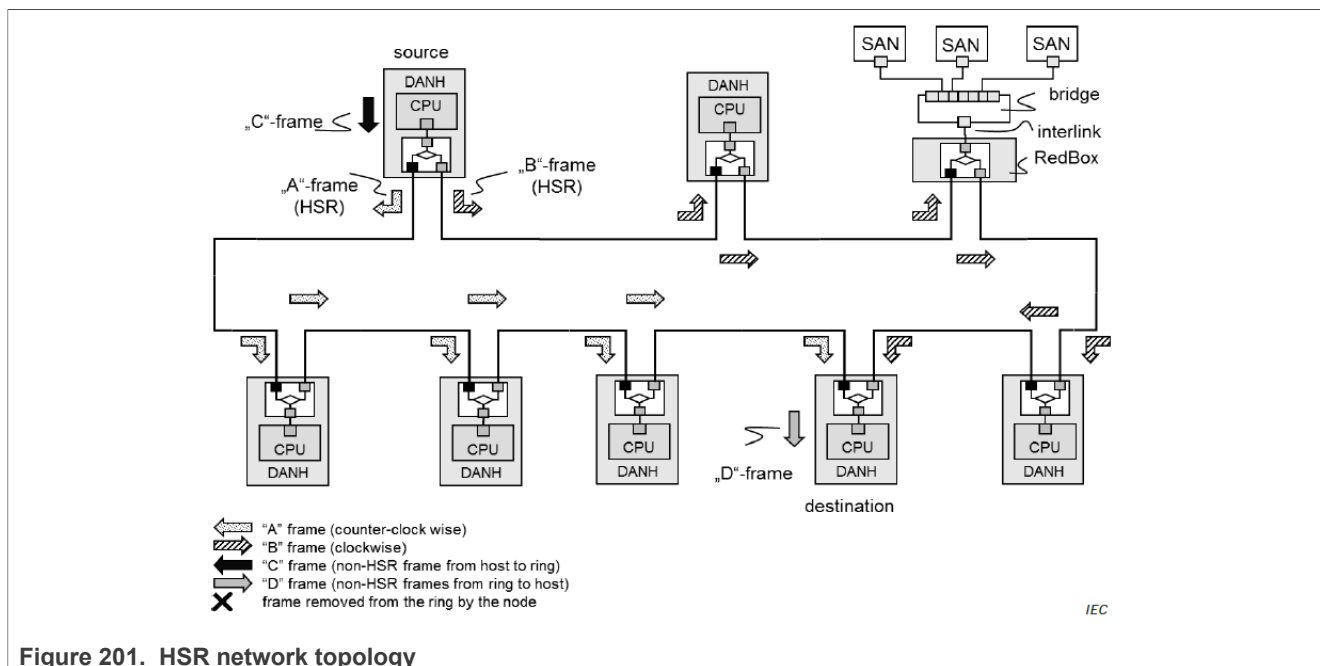 source
DANH
CPU
„C“-frame
„A“-frame
(HSR)
„B“-frame
(HSR)
DANH
CPU
SAN
SAN
SAN
bridge
interlink
RedBox
CPU
DANH
CPU
DANH
CPU
DANH
„D“-frame
CPU
DANH
destination
CPU
DANH
"A" frame (counter-clock wise)
"B" frame (clockwise)
"C" frame (non-HSR frame from host to ring)
"D" frame (non-HSR frames from ring to host)
frame removed from the ring by the node
IEC
Figure 201. HSR network topology